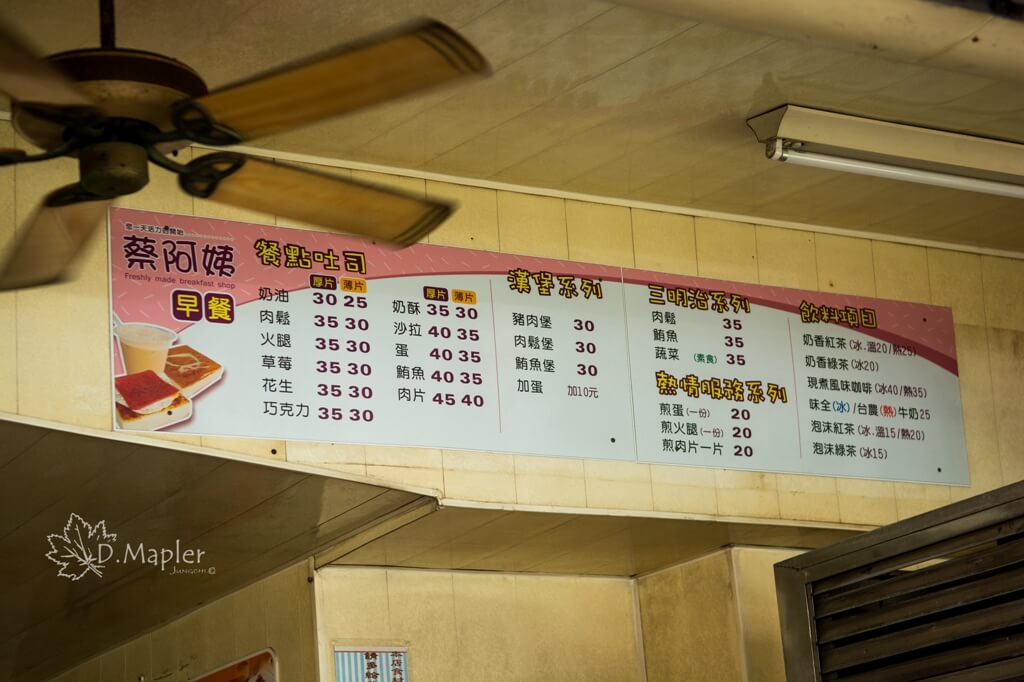 您一天活力的開始
蔡阿姨
Freshly made breakfast shop
早餐
餐點吐司
厚片 薄片
奶油 30 25
肉鬆 35 30
火腿 35 30
草莓 35 30
花生 35 30
巧克力 35 30
厚片 薄片
奶酥 35 30
沙拉 40 35
蛋 40 35
鮪魚 40 35
肉片 45 40
漢堡系列
豬肉堡 30
肉鬆堡 30
鮪魚堡 30
加蛋 加10元
三明治系列
肉鬆 35
鮪魚 35
蔬菜 (素食) 35
熱情服務系列
煎蛋(一份) 20
煎火腿(一份) 20
煎肉片一片 20
飲料項目
奶香紅茶(冰.溫20/熱25)
奶香綠茶(冰20)
現煮風味咖啡(冰40/熱35)
味全(冰)/台農(熱)牛奶25
泡沫紅茶(冰.溫15/熱20)
泡沫綠茶(冰15)
D.Mapler